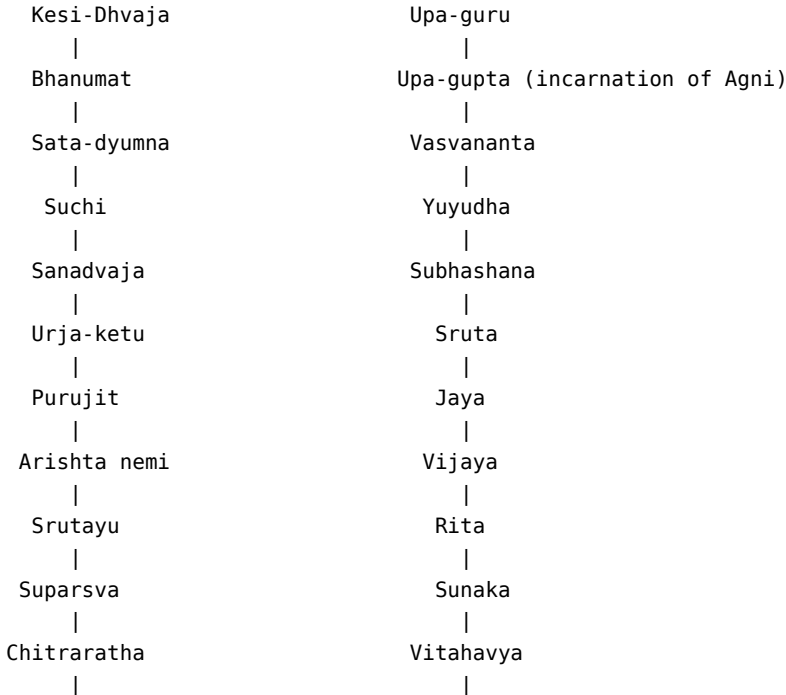 Kesi-Dhvaja                   Upa-guru
|                               |
Bhanumat                     Upa-gupta (incarnation of Agni)
|                               |
Sata-dyumna                   Vasvananta
|                               |
Suchi                         Yuyudha
|                               |
Sanadvaja                     Subhashana
|                               |
Urja-ketu                       Sruta
|                               |
Purujit                         Jaya
|                               |
Arishta nemi                    Vijaya
|                               |
Srutayu                         Rita
|                               |
Suparsva                        Sunaka
|                               |
Chitraratha                   Vitahavya
|                               |